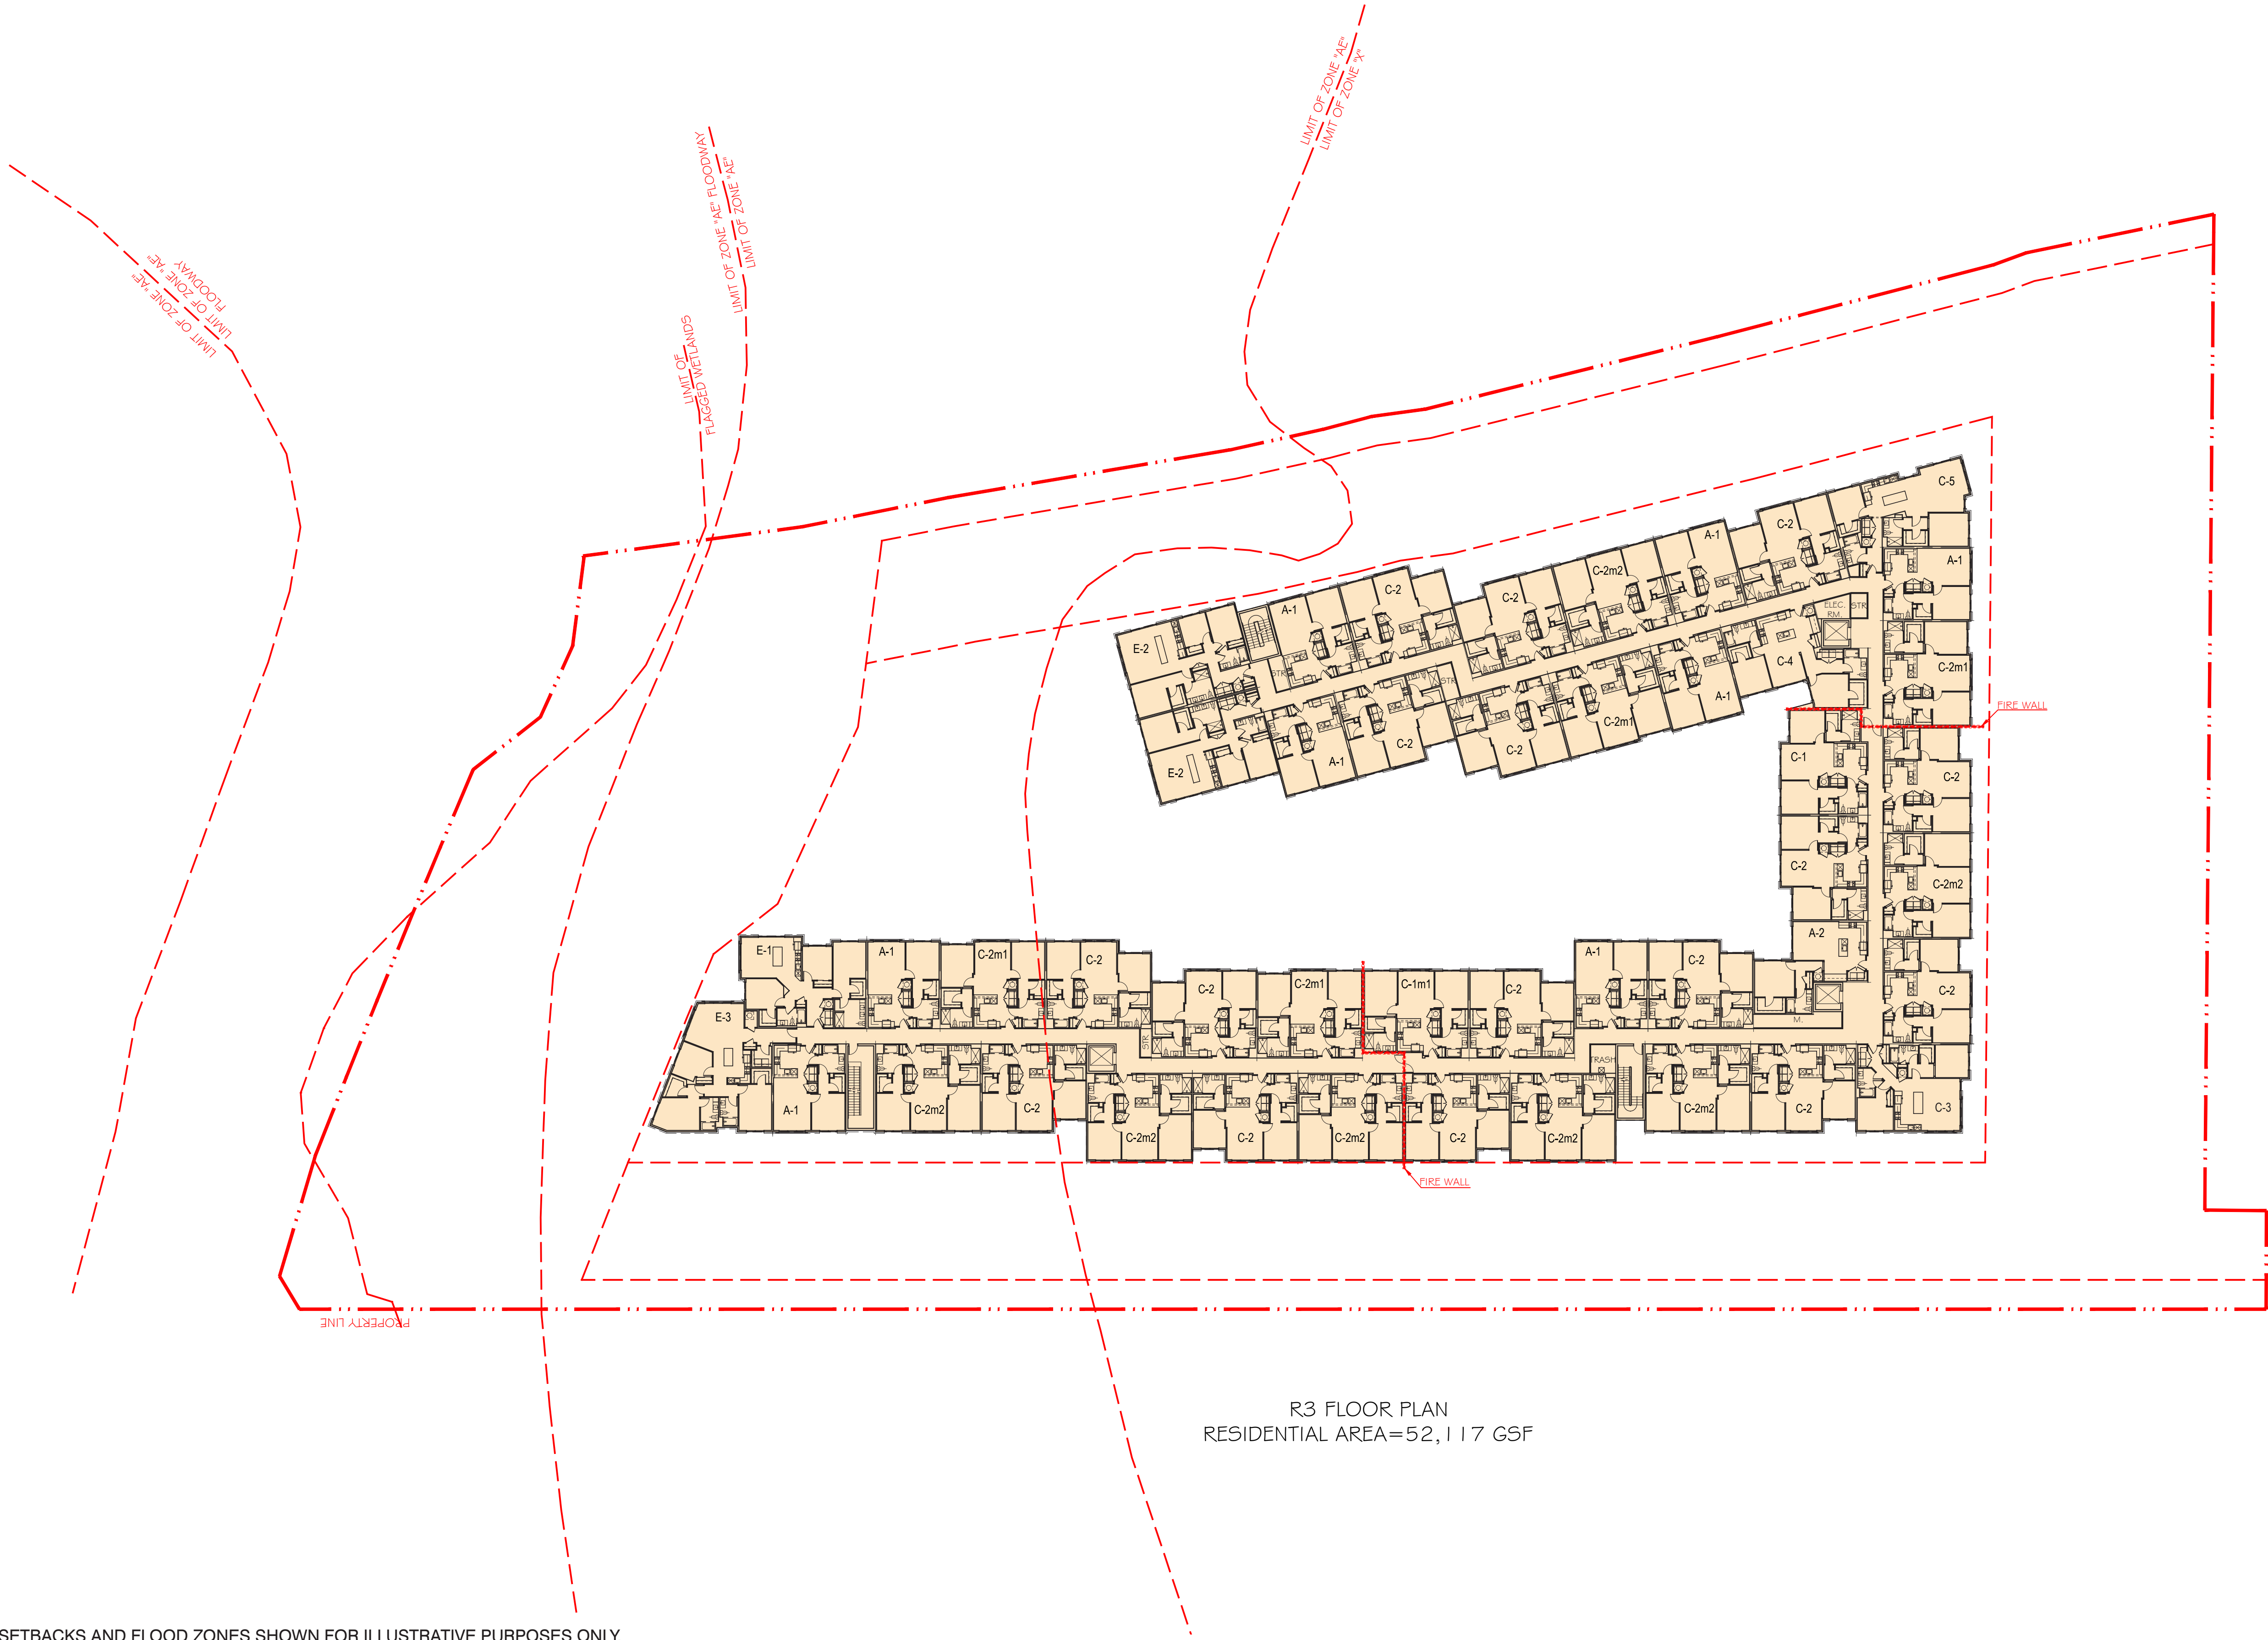 LIMIT OF ZONE "AE"
LIMIT OF ZONE "X"
LIMIT OF ZONE "AE" FLOODWAY
LIMIT OF ZONE "AE"
LIMIT OF ZONE "AE"
LIMIT OF ZONE "AE"
FLOODWAY
LIMIT OF
FLAGGED WETLANDS
C-5
C-2
A-1
A-1
C-2m2
C-2
C-2
A-1
ELEC.
RM.
STR
E-2
C-4
C-2m1
STR
STR
A-1
C-2m1
FIRE WALL
C-2
C-2
A-1
E-2
C-1
C-2
C-2
C-2m2
A-2
E-1
A-1
C-2m1
C-2
A-1
C-2
C-2
C-2m1
C-1m1
C-2
C-2
E-3
M.
STR
TRASH
A-1
C-2m2
C-2
C-2m2
C-2
C-3
C-2m2
C-2
C-2m2
C-2
C-2m2
FIRE WALL
PROPERTY LINE
R3 FLOOR PLAN
RESIDENTIAL AREA=52,117 GSF
SETBACKS AND FLOOD ZONES SHOWN FOR ILLUSTRATIVE PURPOSES ONLY